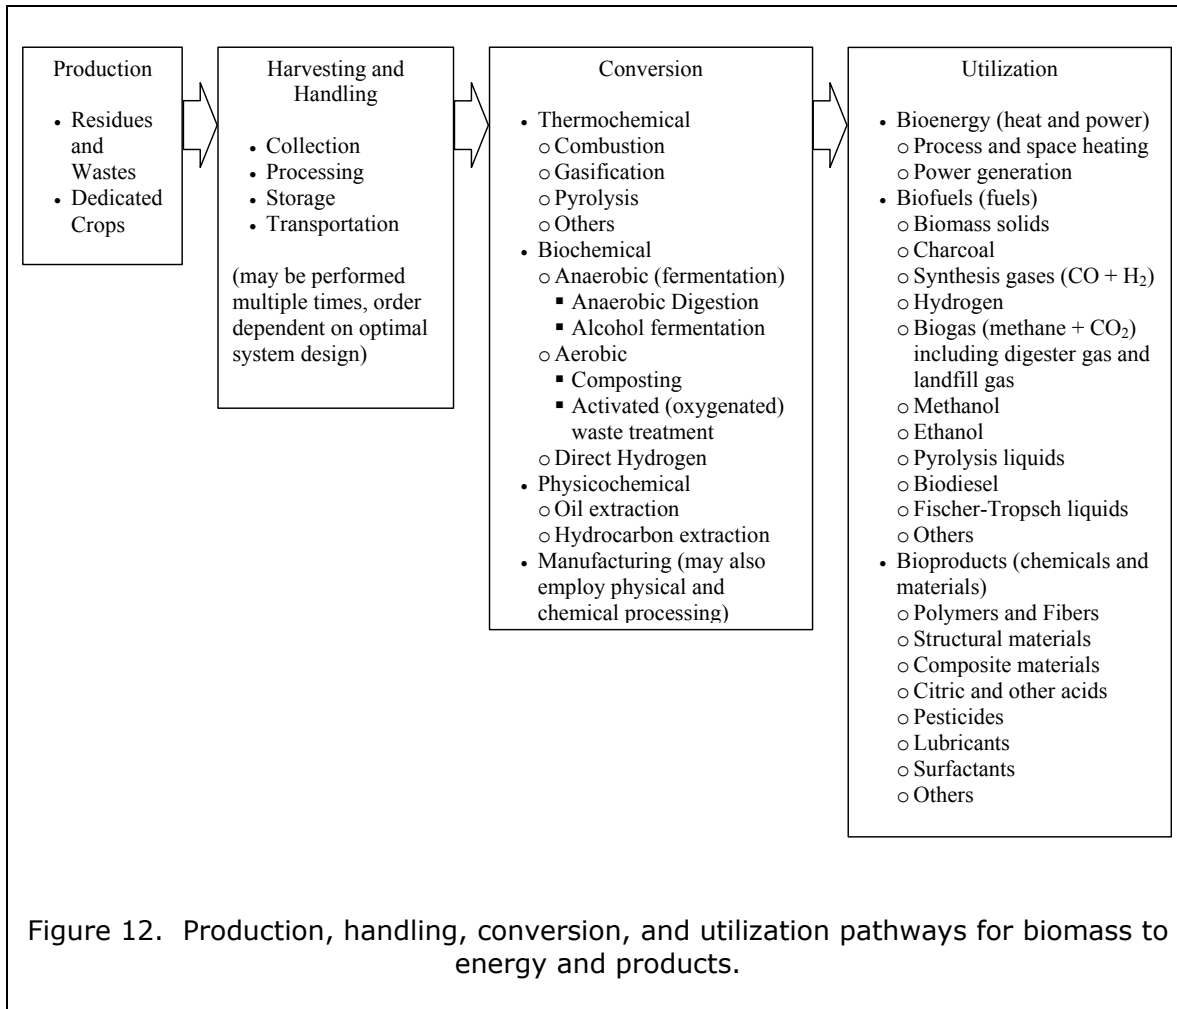 Production
• Residues
and
Wastes
• Dedicated
Crops
Harvesting and
Handling
• Collection
• Processing
• Storage
• Transportation
(may be performed
multiple times, order
dependent on optimal
system design)
Conversion
• Thermochemical
o Combustion
o Gasification
o Pyrolysis
o Others
• Biochemical
o Anaerobic (fermentation)
▪ Anaerobic Digestion
▪ Alcohol fermentation
o Aerobic
▪ Composting
▪ Activated (oxygenated)
waste treatment
o Direct Hydrogen
• Physicochemical
o Oil extraction
o Hydrocarbon extraction
• Manufacturing (may also
employ physical and
chemical processing)
Utilization
• Bioenergy (heat and power)
o Process and space heating
o Power generation
• Biofuels (fuels)
o Biomass solids
o Charcoal
o Synthesis gases (CO + H₂)
o Hydrogen
o Biogas (methane + CO₂)
including digester gas and
landfill gas
o Methanol
o Ethanol
o Pyrolysis liquids
o Biodiesel
o Fischer-Tropsch liquids
o Others
• Bioproducts (chemicals and
materials)
o Polymers and Fibers
o Structural materials
o Composite materials
o Citric and other acids
o Pesticides
o Lubricants
o Surfactants
o Others
Figure 12. Production, handling, conversion, and utilization pathways for biomass to
energy and products.